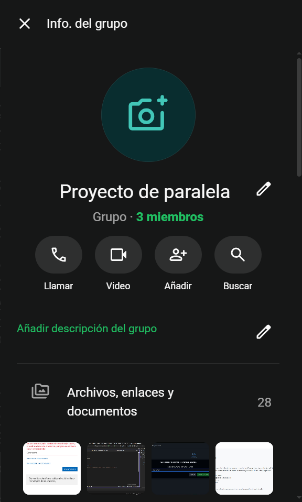 Info. del grupo
Proyecto de paralela
Grupo · 3 miembros
Llamar Video Añadir Buscar
Añadir descripción del grupo
Archivos, enlaces y
documentos
28